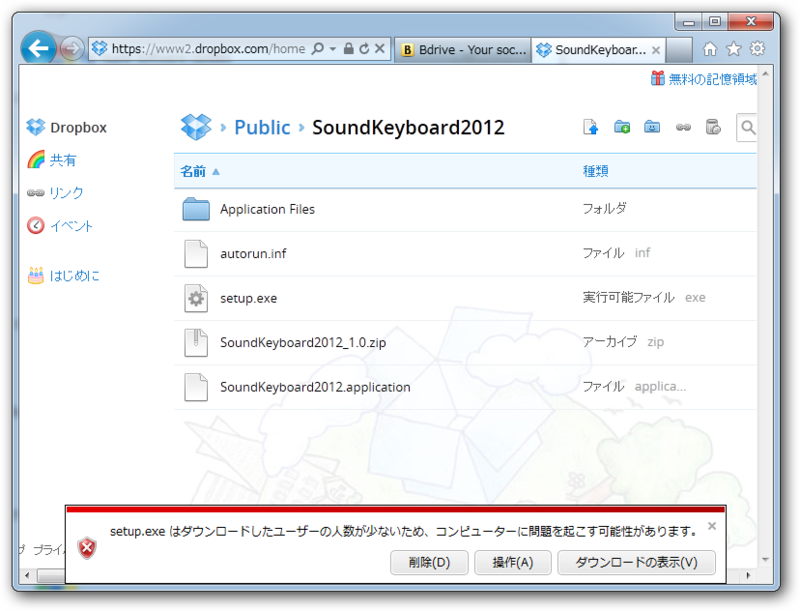 https://www2.dropbox.com/home
Bdrive - Your soc...
SoundKeyboar...
無料の記憶領域
Dropbox
Public
SoundKeyboard2012
共有
リンク
イベント
はじめに
名前
種類
Application Files
フォルダ
autorun.inf
ファイル inf
setup.exe
実行可能ファイル exe
SoundKeyboard2012_1.0.zip
アーカイブ zip
SoundKeyboard2012.application
ファイル applica...
setup.exe はダウンロードしたユーザーの人数が少ないため、コンピューターに問題を起こす可能性があります。
削除(D)
操作(A)
ダウンロードの表示(V)